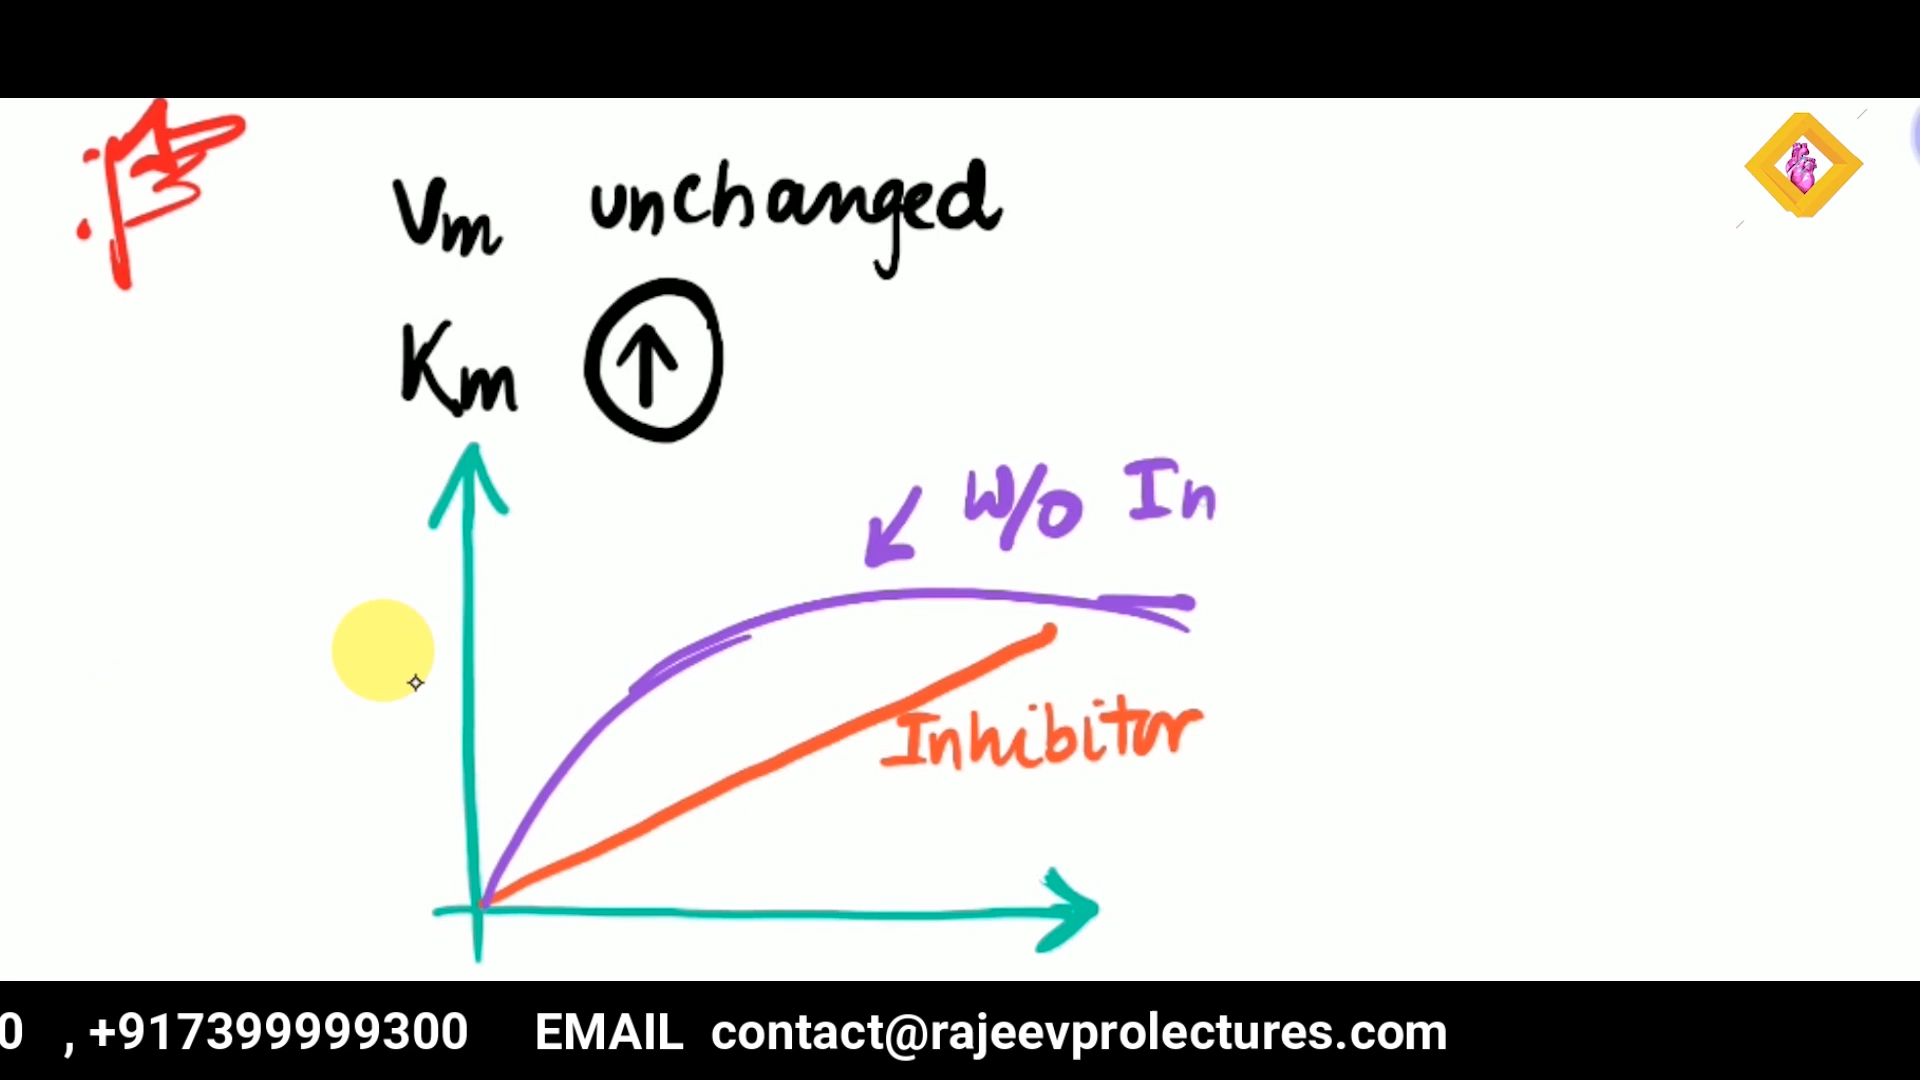 Vm unchanged
Km ↑
W/o In
Inhibitor
0 , +917399999300 EMAIL contact@rajeevprolectures.com